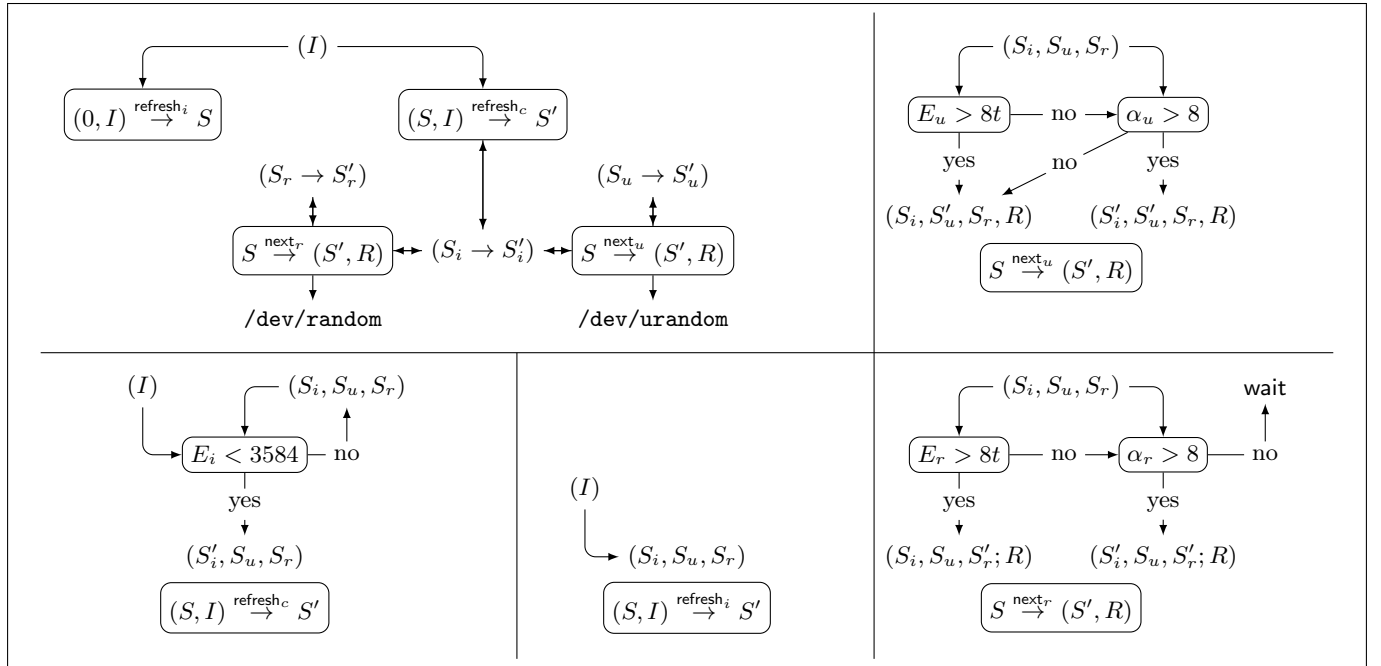 (I)
(0, I) refresh_i → S
(S, I) refresh_c → S′
(S_r → S′_r)
(S_u → S′_u)
S next_r → (S′, R)
(S_i → S′_i)
S next_u → (S′, R)
/dev/random
/dev/urandom
(S_i, S_u, S_r)
E_u > 8t
no
α_u > 8
yes
no
yes
(S_i, S′_u, S_r, R)
(S′_i, S′_u, S_r, R)
S next_u → (S′, R)
(I)
(S_i, S_u, S_r)
E_i < 3584
no
yes
(S′_i, S_u, S_r)
(S, I) refresh_c → S′
(I)
(S_i, S_u, S_r)
(S, I) refresh_i → S′
(S_i, S_u, S_r)
wait
E_r > 8t
no
α_r > 8
no
yes
yes
(S_i, S_u, S′_r; R)
(S′_i, S_u, S′_r; R)
S next_r → (S′, R)